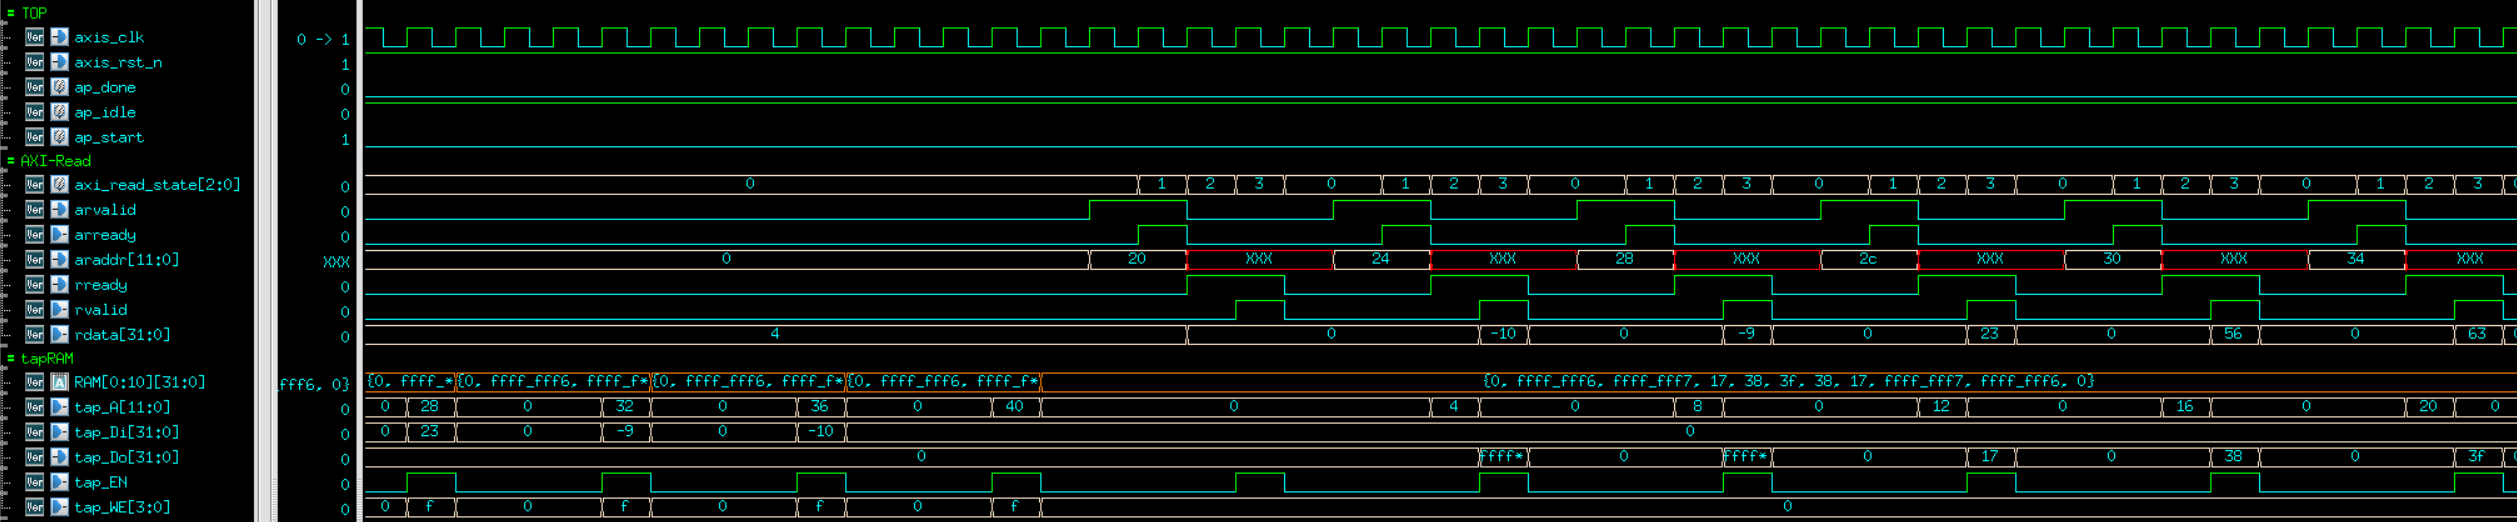 = TOP
Ver axis_clk 0 -> 1
Ver axis_rst_n 1
Ver ap_done 0
Ver ap_idle 0
Ver ap_start 1
= AXI-Read
Ver axi_read_state[2:0] 0 0 1 2 3 0 1 2 3 0 1 2 3 0 1 2 3 0 1 2 3 0 1 2 3
Ver arvalid 0
Ver arready 0
Ver araddr[11:0] XXX 0 20 XXX 24 XXX 28 XXX 2c XXX 30 XXX 34 XXX
Ver rready 0
Ver rvalid 0
Ver rdata[31:0] 0 4 0 -10 0 -9 0 23 0 56 0 63
= tapRAM
Ver A RAM[0:10][31:0] .fff6, 0} {0, ffff_* {0, ffff_fff6, ffff_f* {0, ffff_fff6, ffff_f* {0, ffff_fff6, ffff_f* {0, ffff_fff6, ffff_fff7, 17, 38, 3f, 38, 17, ffff_fff7, ffff_fff6, 0}
Ver tap_A[11:0] 0 0 28 0 32 0 36 0 40 0 4 0 8 0 12 0 16 0 20 0
Ver tap_Di[31:0] 0 0 23 0 -9 0 -10 0
Ver tap_Do[31:0] 0 0 ffff* 0 ffff* 0 17 0 38 0 3f
Ver tap_EN 0
Ver tap_WE[3:0] 0 0 f 0 f 0 f 0 f 0